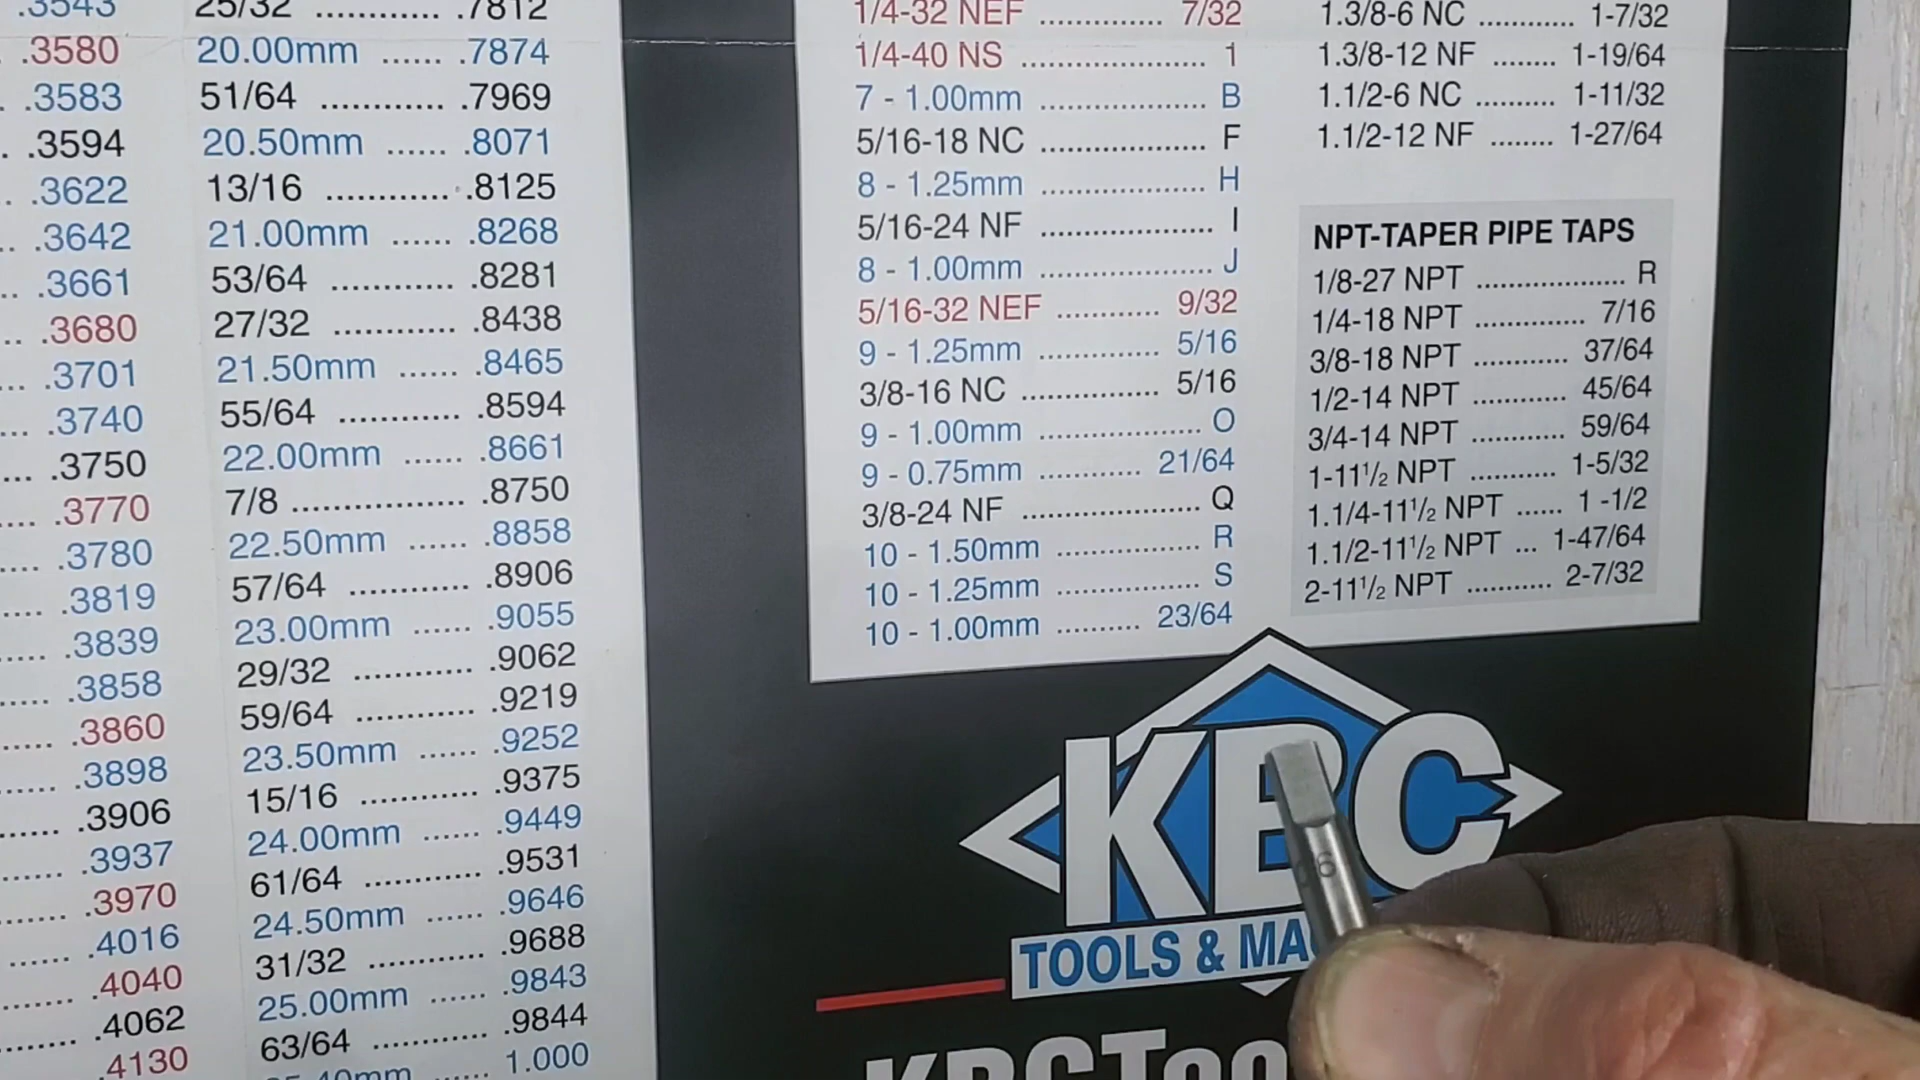 .3543
.3580
.3583
.3594
.3622
.3642
.3661
.3680
.3701
.3740
.3750
.3770
.3780
.3819
.3839
.3858
.3860
.3898
.3906
.3937
.3970
.4016
.4040
.4062
.4130
25/32 ............ .7812
20.00mm ...... .7874
51/64 ............ .7969
20.50mm ...... .8071
13/16 ............ .8125
21.00mm ...... .8268
53/64 ............ .8281
27/32 ............ .8438
21.50mm ...... .8465
55/64 ............ .8594
22.00mm ...... .8661
7/8 ................. .8750
22.50mm ...... .8858
57/64 ............ .8906
23.00mm ...... .9055
29/32 ............ .9062
59/64 ............ .9219
23.50mm ...... .9252
15/16 ............ .9375
24.00mm ...... .9449
61/64 ............ .9531
24.50mm ...... .9646
31/32 ............ .9688
25.00mm ...... .9843
63/64 ............ .9844
1.000
1/4-32 NEF ............. 7/32
1/4-40 NS .................... 1
7 - 1.00mm ................. B
5/16-18 NC ................. F
8 - 1.25mm ................. H
5/16-24 NF .................. I
8 - 1.00mm .................. J
5/16-32 NEF ........... 9/32
9 - 1.25mm ............. 5/16
3/8-16 NC .............. 5/16
9 - 1.00mm ................. O
9 - 0.75mm .......... 21/64
3/8-24 NF ................... Q
10 - 1.50mm ............... R
10 - 1.25mm ............... S
10 - 1.00mm ......... 23/64
1.3/8-6 NC ............ 1-7/32
1.3/8-12 NF ........ 1-19/64
1.1/2-6 NC .......... 1-11/32
1.1/2-12 NF ........ 1-27/64
NPT-TAPER PIPE TAPS
1/8-27 NPT ................... R
1/4-18 NPT .............. 7/16
3/8-18 NPT ............ 37/64
1/2-14 NPT ............ 45/64
3/4-14 NPT ............ 59/64
1-11½ NPT ........... 1-5/32
1.1/4-11½ NPT ...... 1 -1/2
1.1/2-11½ NPT ... 1-47/64
2-11½ NPT ........... 2-7/32
KBC
TOOLS &